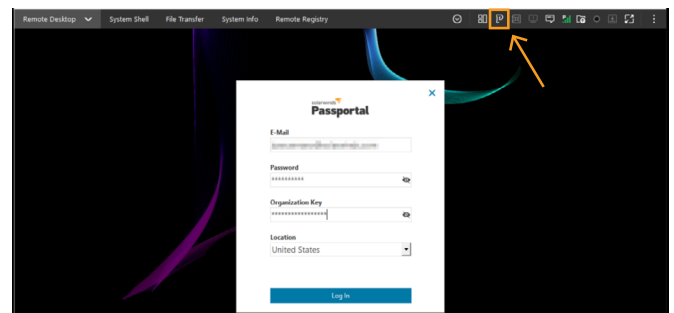 Remote Desktop System Shell File Transfer System Info Remote Registry
solarwinds
Passportal
E-Mail
Password
**********
Organization Key
*****************
Location
United States
Log In